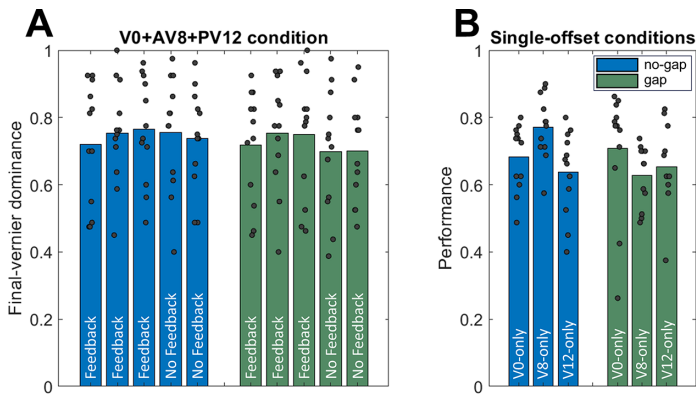 A
V0+AV8+PV12 condition
Final-vernier dominance
1
0.8
0.6
0.4
0.2
0
Feedback
Feedback
Feedback
No Feedback
No Feedback
Feedback
Feedback
Feedback
No Feedback
No Feedback
B
Single-offset conditions
no-gap
gap
Performance
1
0.8
0.6
0.4
0.2
0
V0-only
V8-only
V12-only
V0-only
V8-only
V12-only